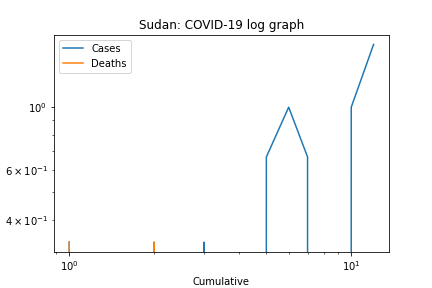 Sudan: COVID-19 log graph
Cases
Deaths
10⁰
6 × 10⁻¹
4 × 10⁻¹
10⁰
10¹
Cumulative